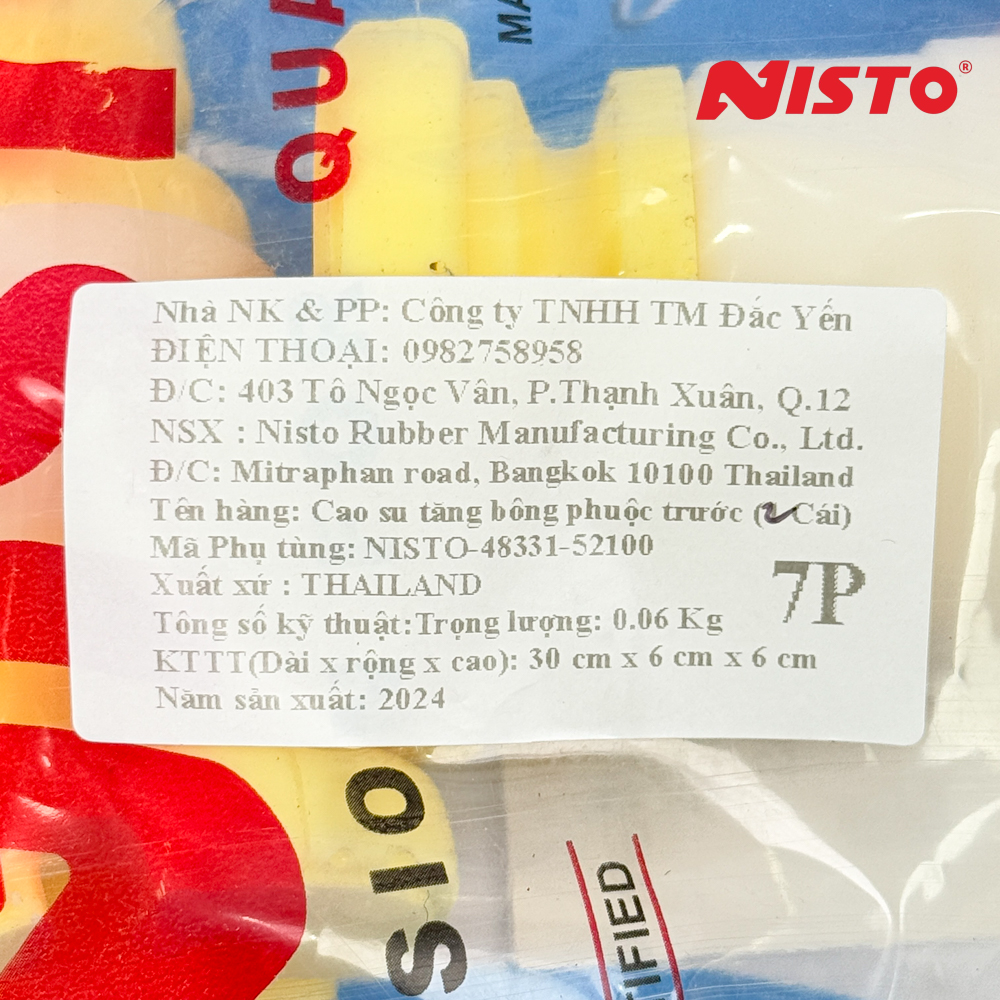 NISTO®
QUA
MA
Nhà NK & PP: Công ty TNHH TM Đắc Yến
ĐIỆN THOẠI: 0982758958
Đ/C: 403 Tô Ngọc Vân, P.Thạnh Xuân, Q.12
NSX : Nisto Rubber Manufacturing Co., Ltd.
Đ/C: Mitraphan road, Bangkok 10100 Thailand
Tên hàng: Cao su tăng bông phuộc trước (2 Cái)
Mã Phụ tùng: NISTO-48331-52100
Xuất xứ : THAILAND
7P
Tông số kỹ thuật:Trọng lượng: 0.06 Kg
KTTT(Dài x rộng x cao): 30 cm x 6 cm x 6 cm
Năm sản xuất: 2024
SIO
TIFIED